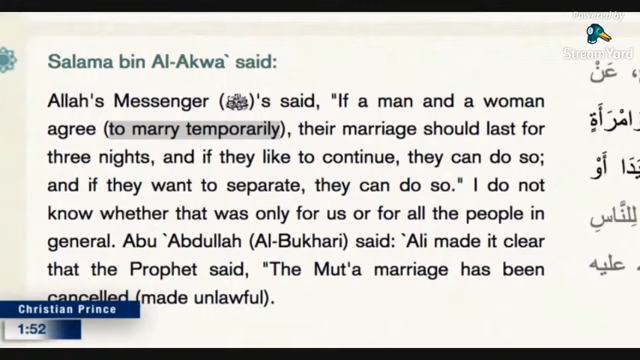 Powered by
StreamYard
Salama bin Al-Akwa` said:
Allah's Messenger (ﷺ)'s said, "If a man and a woman
agree (to marry temporarily), their marriage should last for
three nights, and if they like to continue, they can do so;
and if they want to separate, they can do so." I do not
know whether that was only for us or for all the people in
general. Abu `Abdullah (Al-Bukhari) said: `Ali made it clear
that the Prophet said, "The Mut'a marriage has been
cancelled (made unlawful).
، عَنْ
امْرَأَةٍ
أَوْ
لِلنَّاسِ
عليه
Christian Prince
1:52